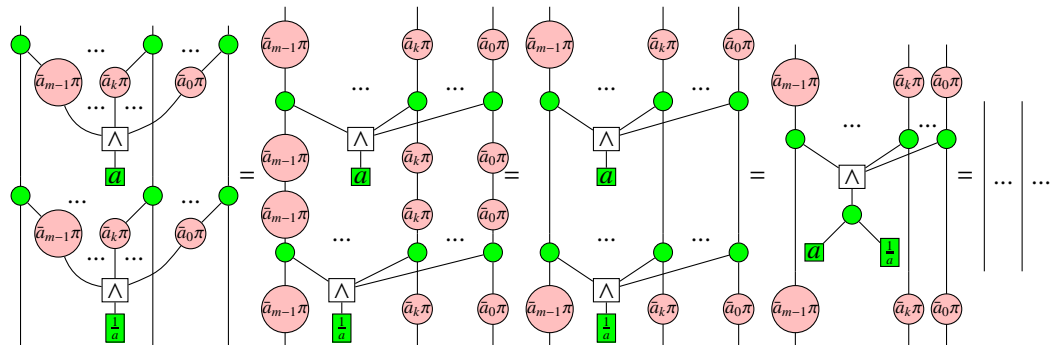 ... ...
ā_{m−1}π ā_kπ ā_0π
... ...
∧
a
... ...
ā_{m−1}π ā_kπ ā_0π
... ...
∧
1/a
=
ā_{m−1}π ā_kπ ā_0π
... ...
∧
ā_{m−1}π a ā_kπ ā_0π
ā_{m−1}π ā_kπ ā_0π
... ...
∧
ā_{m−1}π 1/a ā_kπ ā_0π
=
ā_{m−1}π ā_kπ ā_0π
... ...
∧
a
... ...
∧
ā_{m−1}π 1/a ā_kπ ā_0π
=
ā_{m−1}π ā_kπ ā_0π
... ...
∧
a 1/a
ā_{m−1}π ā_kπ ā_0π
=
... ...